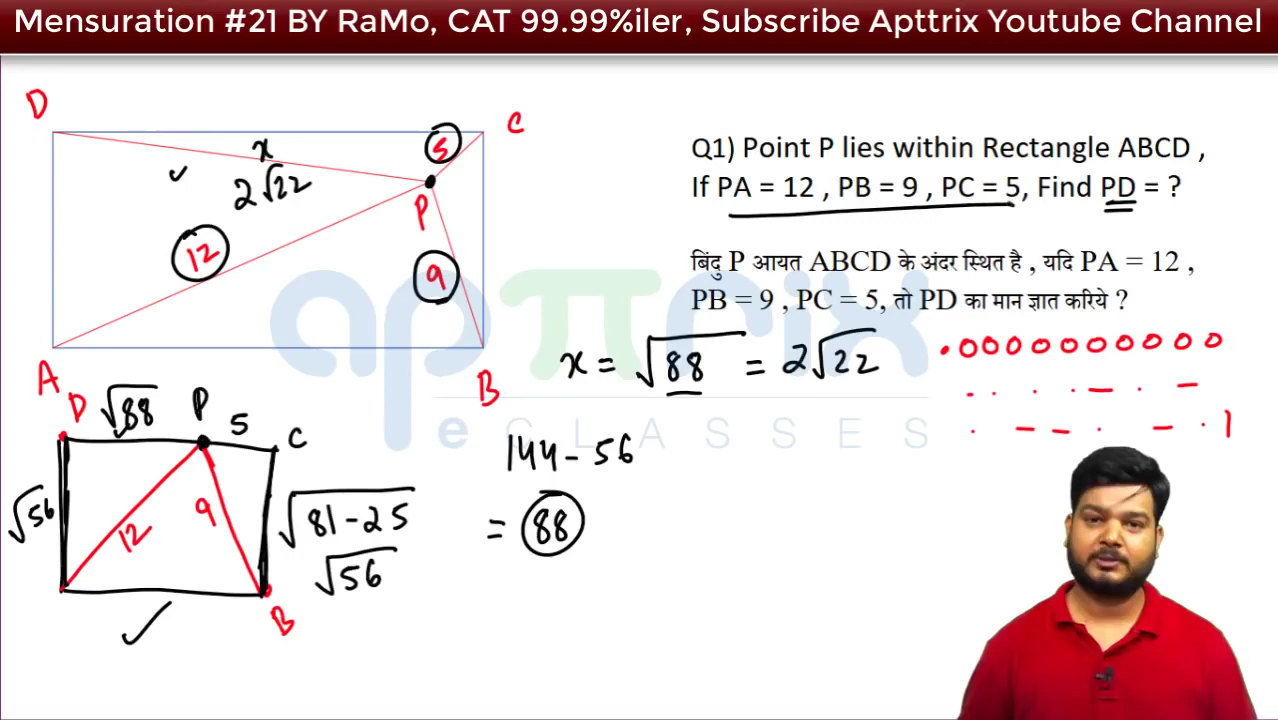 Mensuration #21 BY RaMo, CAT 99.99%iler, Subscribe Apttrix Youtube Channel
D
C
x
5
2√22
P
12
9
A
B
Q1) Point P lies within Rectangle ABCD ,
If PA = 12 , PB = 9 , PC = 5, Find PD = ?
बिंदु P आयत ABCD के अंदर स्थित है , यदि PA = 12 ,
PB = 9 , PC = 5, तो PD का मान ज्ञात करिये ?
apπrix
e CLASSES
x = √88 = 2√22
D √88 P 5 C
√56
12
9
√81-25
√56
B
144 - 56
= 88